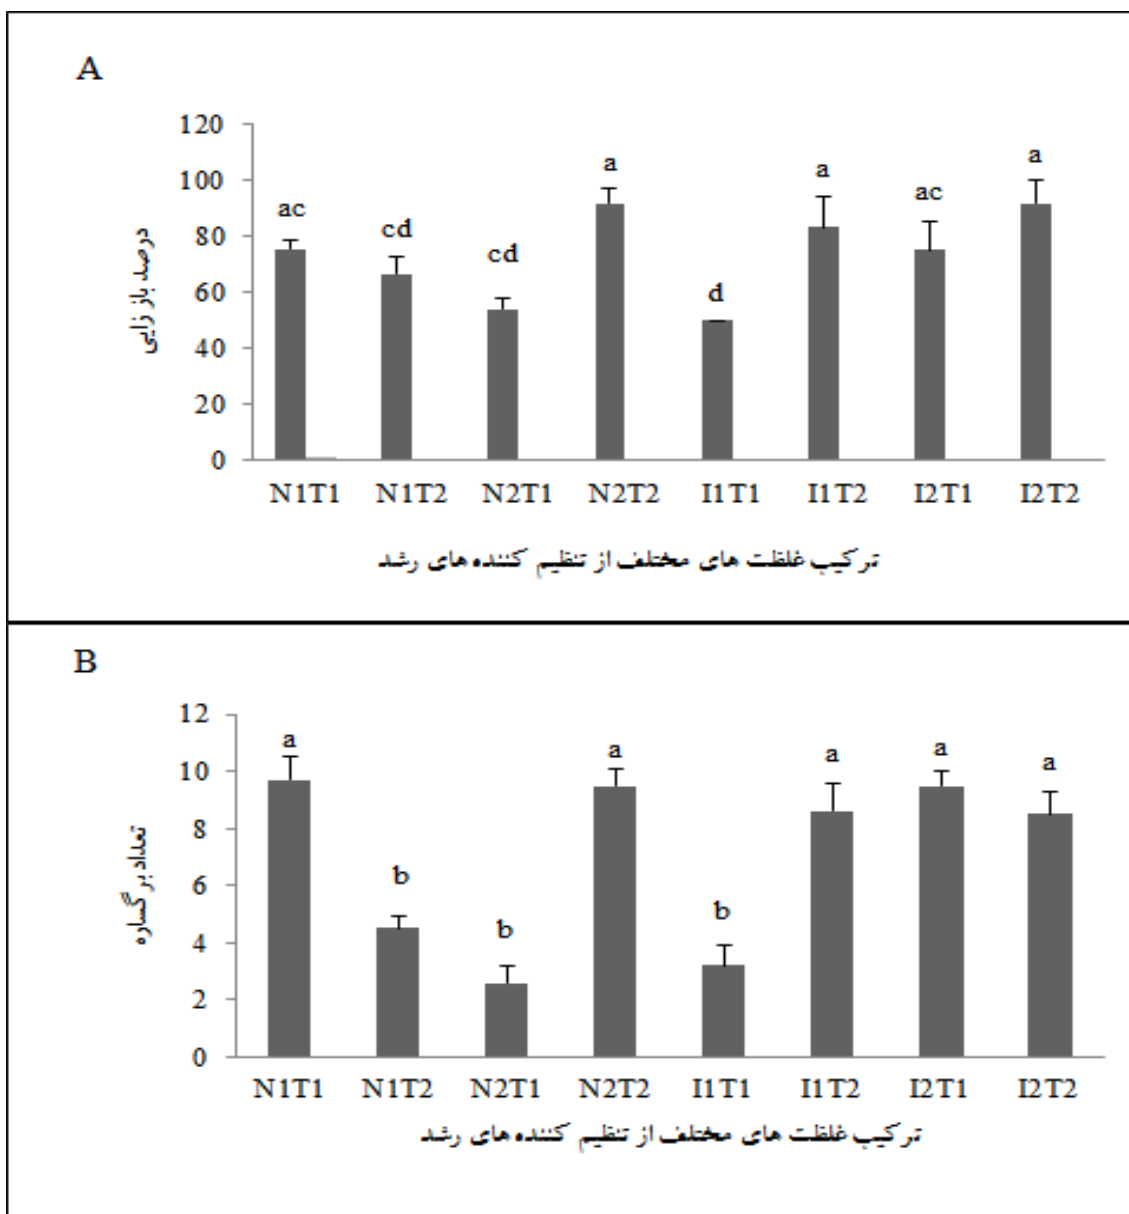 A
120
100
80
60
40
20
0
درصد باز زایی
ac
cd
cd
a
d
a
ac
a
N1T1 N1T2 N2T1 N2T2 I1T1 I1T2 I2T1 I2T2
ترکیب غلظت های مختلف از تنظیم کننده های رشد
B
12
10
8
6
4
2
0
تعداد برگساره
a
b
b
a
b
a
a
a
N1T1 N1T2 N2T1 N2T2 I1T1 I1T2 I2T1 I2T2
ترکیب غلظت های مختلف از تنظیم کننده های رشد